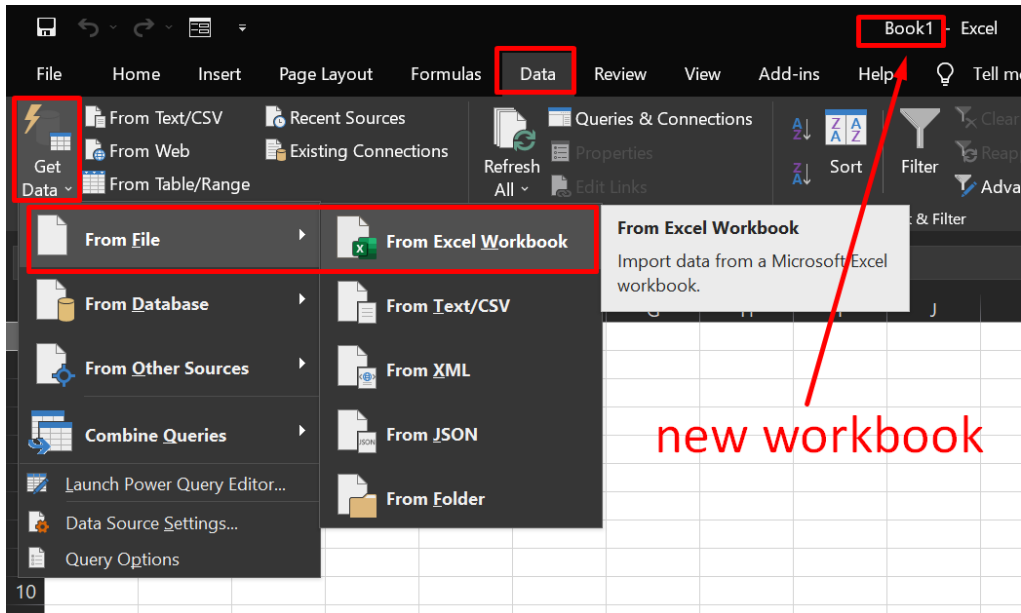 Book1 - Excel
File Home Insert Page Layout Formulas Data Review View Add-ins Help Tell me
From Text/CSV Recent Sources Queries & Connections Clear
From Web Existing Connections Properties Reap
Get Data From Table/Range Refresh All Edit Links Sort Filter Adva
& Filter
From File From Excel Workbook From Excel Workbook
Import data from a Microsoft Excel
workbook.
From Database From Text/CSV
G H I J
From Other Sources From XML
Combine Queries From JSON new workbook
Launch Power Query Editor... From Folder
Data Source Settings...
Query Options
10